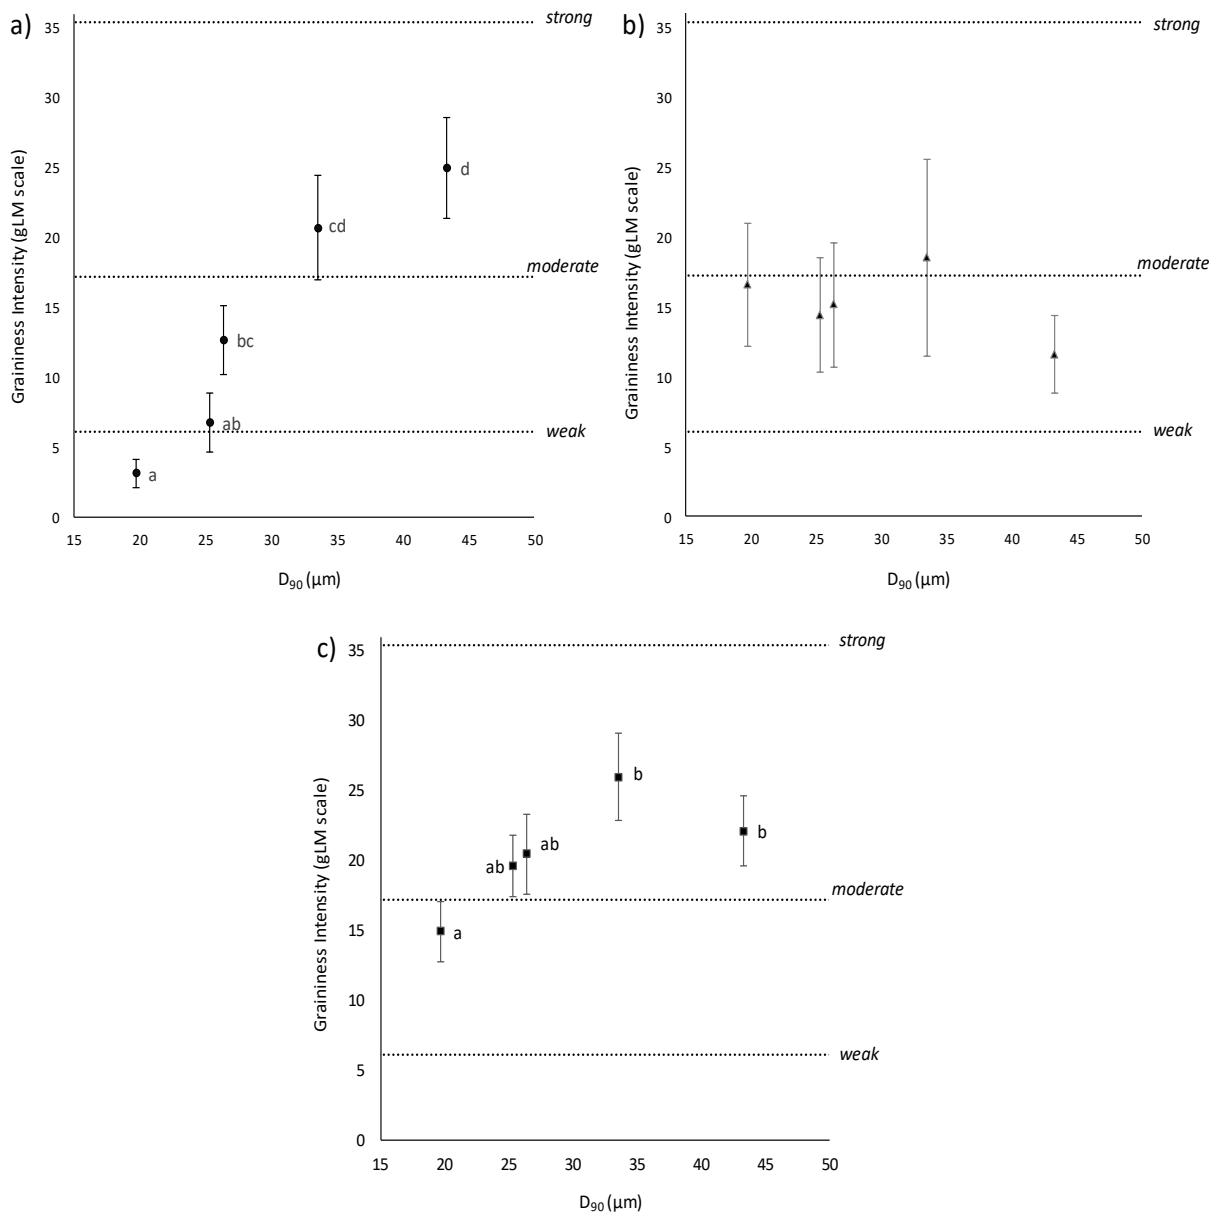 a)
Graininess Intensity (gLM scale)
35
30
25
20
15
10
5
0
strong
moderate
weak
d
cd
bc
ab
a
15 20 25 30 35 40 45 50
D90 (μm)
b)
Graininess Intensity (gLM scale)
35
30
25
20
15
10
5
0
strong
moderate
weak
15 20 25 30 35 40 45 50
D90 (μm)
c)
Graininess Intensity (gLM scale)
35
30
25
20
15
10
5
0
strong
moderate
weak
b
b
ab
ab
a
15 20 25 30 35 40 45 50
D90 (μm)